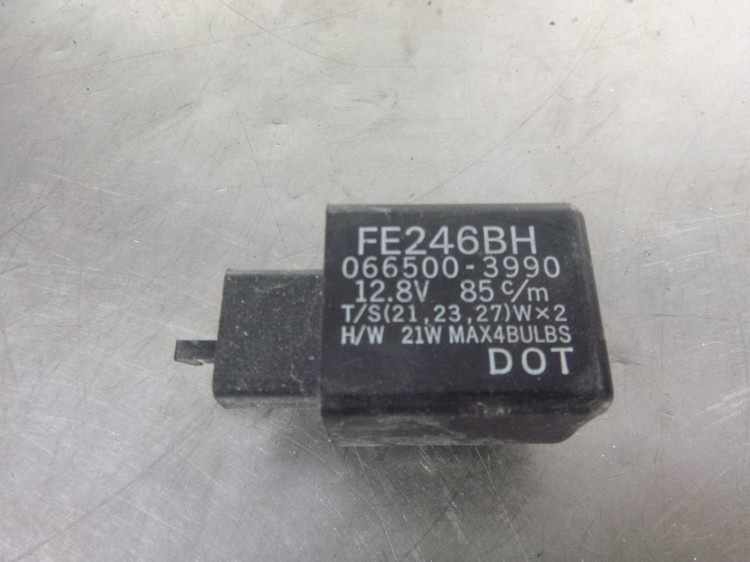 FE246BH
066500-3990
12.8V 85c/m
T/S(21,23,27)W×2
H/W 21W MAX4BULBS
DOT